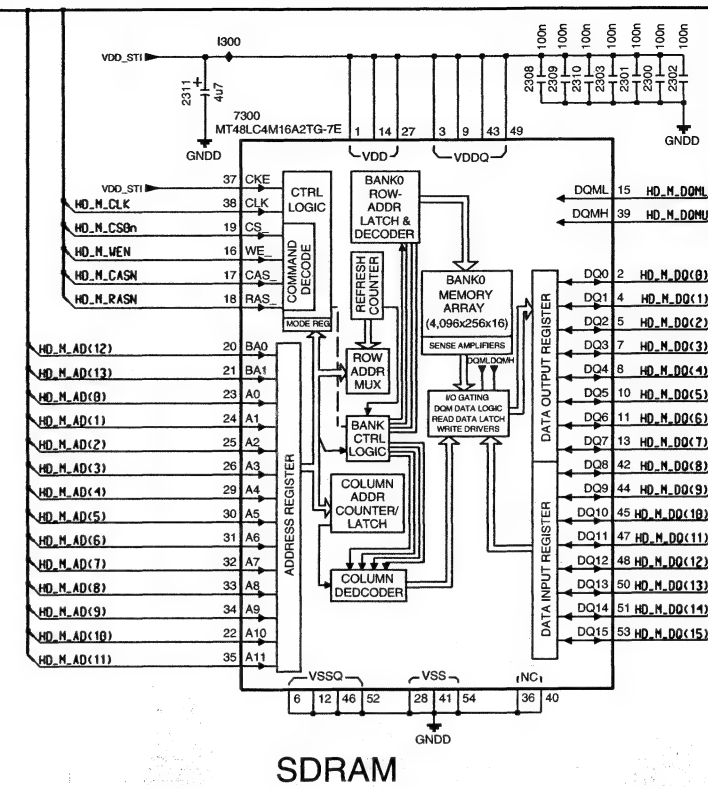 I300
VDD_STI
2311
4u7
+
GNDD
7300
MT48LC4M16A2TG-7E
1 14 27 3 9 43 49
VDD VDDQ
100n 100n 100n 100n 100n 100n 100n
2308 2309 2310 2303 2301 2300 2302
GNDD
VDD_STI 37 CKE
HD_M_CLK 38 CLK
HD_M_CS0n 19 CS_
HD_M_WEN 16 WE_
HD_M_CASN 17 CAS_
HD_M_RASN 18 RAS_
CTRL
LOGIC
COMMAND
DECODE
MODE REG
BANK0
ROW-
ADDR
LATCH &
DECODER
REFRESH
COUNTER
BANK0
MEMORY
ARRAY
(4,096x256x16)
SENSE AMPLIFIERS
DQML DQMH
ROW
ADDR
MUX
I/O GATING
DQM DATA LOGIC
READ DATA LATCH
WRITE DRIVERS
BANK
CTRL
LOGIC
COLUMN
ADDR
COUNTER/
LATCH
COLUMN
DEDCODER
ADDRESS REGISTER
DATA OUTPUT REGISTER
DATA INPUT REGISTER
HD_M_AD(12) 20 BA0
HD_M_AD(13) 21 BA1
HD_M_AD(0) 23 A0
HD_M_AD(1) 24 A1
HD_M_AD(2) 25 A2
HD_M_AD(3) 26 A3
HD_M_AD(4) 29 A4
HD_M_AD(5) 30 A5
HD_M_AD(6) 31 A6
HD_M_AD(7) 32 A7
HD_M_AD(8) 33 A8
HD_M_AD(9) 34 A9
HD_M_AD(10) 22 A10
HD_M_AD(11) 35 A11
DQML 15 HD_M_DQML
DQMH 39 HD_M_DQMU
DQ0 2 HD_M_DQ(0)
DQ1 4 HD_M_DQ(1)
DQ2 5 HD_M_DQ(2)
DQ3 7 HD_M_DQ(3)
DQ4 8 HD_M_DQ(4)
DQ5 10 HD_M_DQ(5)
DQ6 11 HD_M_DQ(6)
DQ7 13 HD_M_DQ(7)
DQ8 42 HD_M_DQ(8)
DQ9 44 HD_M_DQ(9)
DQ10 45 HD_M_DQ(10)
DQ11 47 HD_M_DQ(11)
DQ12 48 HD_M_DQ(12)
DQ13 50 HD_M_DQ(13)
DQ14 51 HD_M_DQ(14)
DQ15 53 HD_M_DQ(15)
VSSQ VSS NC
6 12 46 52 28 41 54 36 40
GNDD
SDRAM